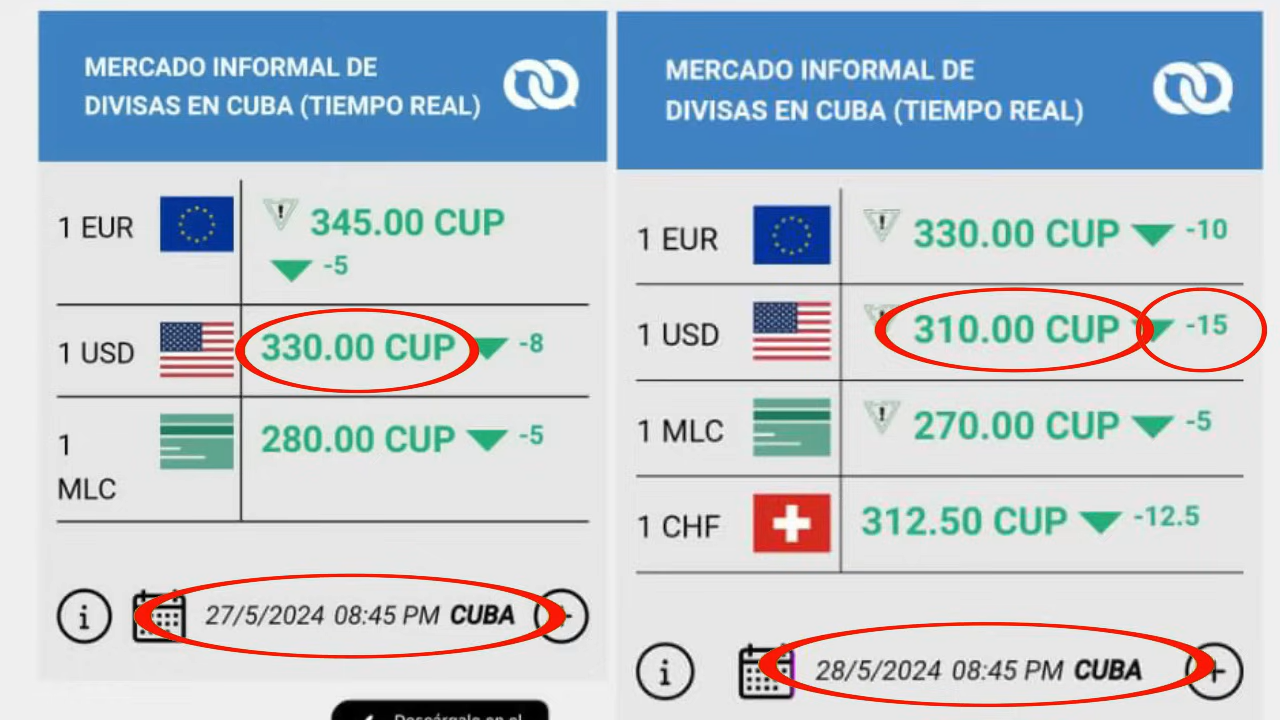 MERCADO INFORMAL DE
DIVISAS EN CUBA (TIEMPO REAL)
1 EUR
345.00 CUP
-5
1 USD
330.00 CUP -8
1
MLC
280.00 CUP -5
27/5/2024 08:45 PM CUBA
Descárgalo en el
MERCADO INFORMAL DE
DIVISAS EN CUBA (TIEMPO REAL)
1 EUR 330.00 CUP -10
1 USD 310.00 CUP -15
1 MLC 270.00 CUP -5
1 CHF 312.50 CUP -12.5
28/5/2024 08:45 PM CUBA